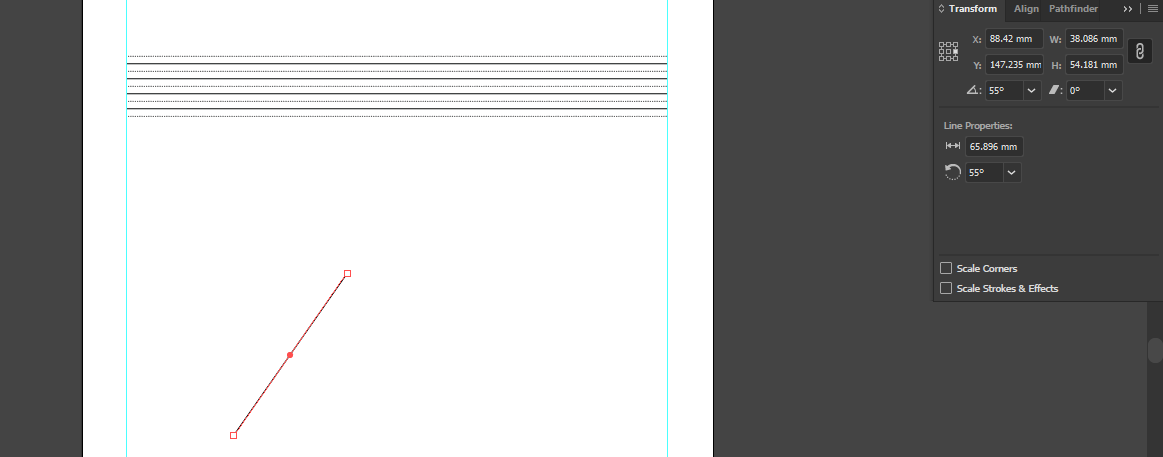 Transform Align Pathfinder
X: 88.42 mm W: 38.086 mm
Y: 147.235 mm H: 54.181 mm
: 55° : 0°
Line Properties:
65.896 mm
55°
Scale Corners
Scale Strokes & Effects